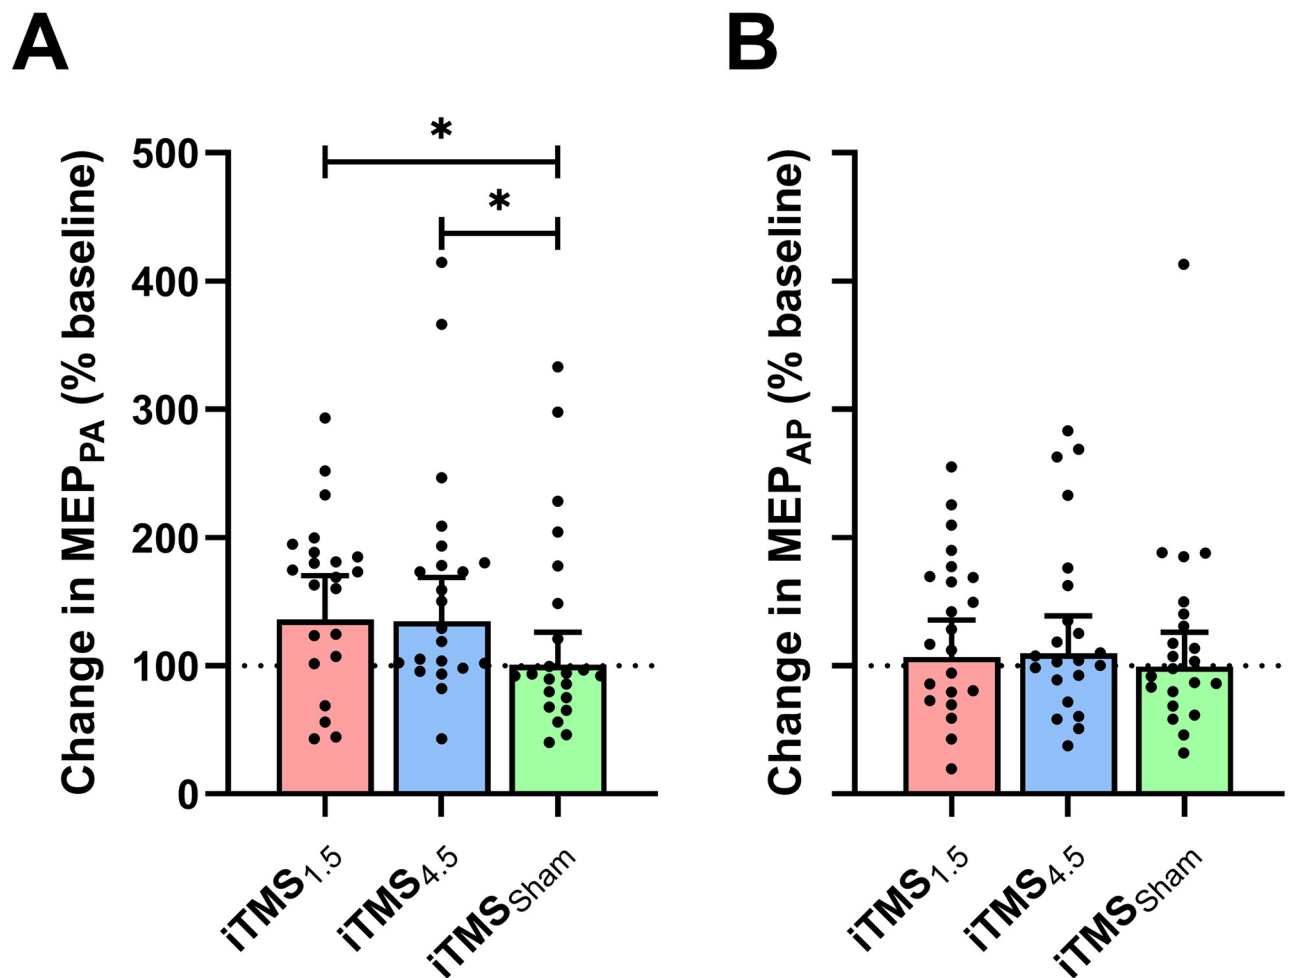 A
B
Change in MEPPA (% baseline)
500
400
300
200
100
0
*
*
iTMS1.5
iTMS4.5
iTMSSham
Change in MEPAP (% baseline)
iTMS1.5
iTMS4.5
iTMSSham